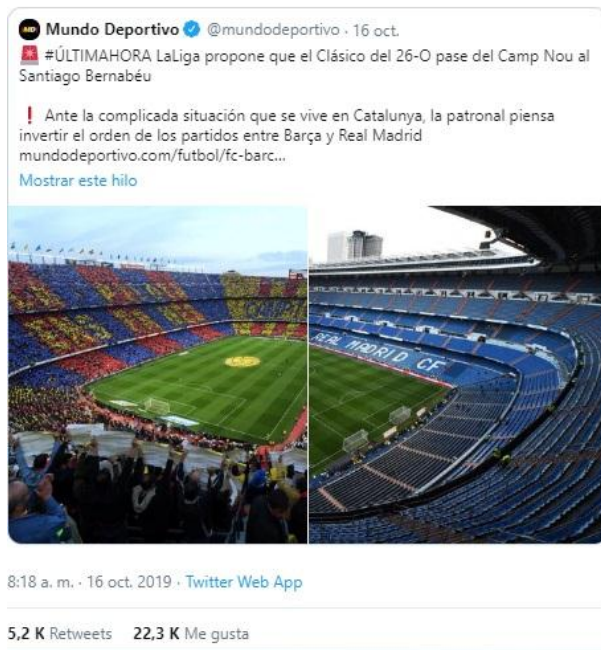 Mundo Deportivo @mundodeportivo · 16 oct.
#ÚLTIMAHORA LaLiga propone que el Clásico del 26-O pase del Camp Nou al
Santiago Bernabéu
❗ Ante la complicada situación que se vive en Catalunya, la patronal piensa
invertir el orden de los partidos entre Barça y Real Madrid
mundodeportivo.com/futbol/fc-barc...
Mostrar este hilo
REAL MADRID CF
8:18 a. m. · 16 oct. 2019 · Twitter Web App
5,2 K Retweets 22,3 K Me gusta